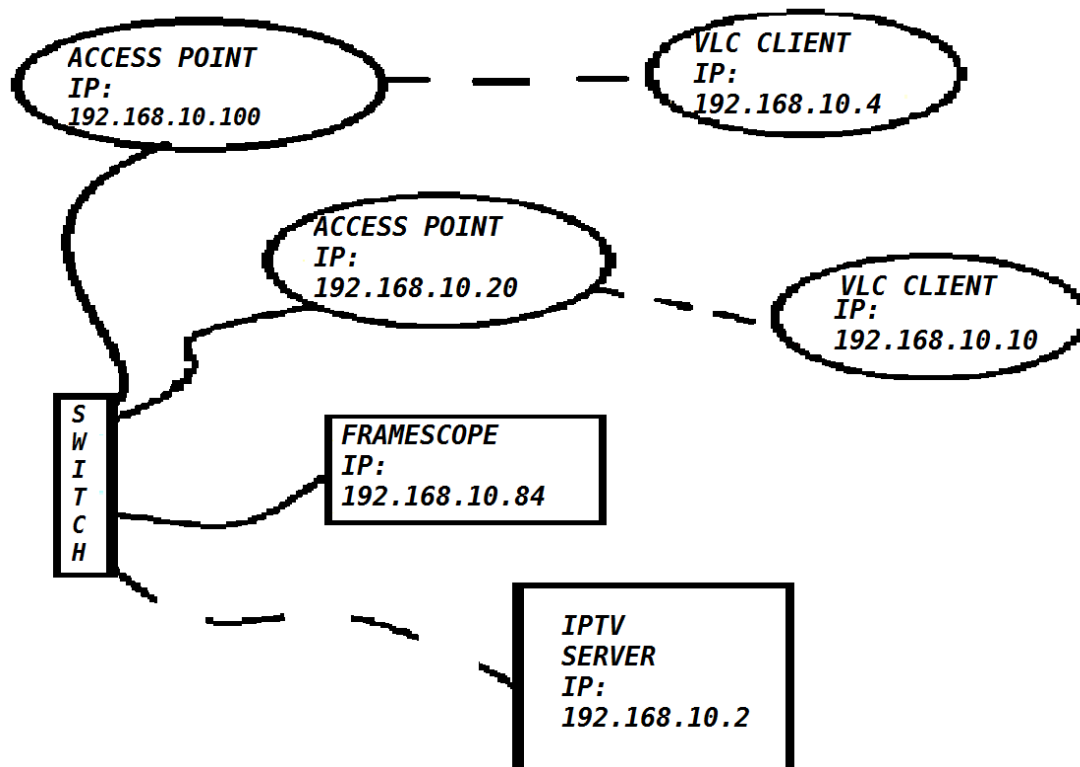 ACCESS POINT
IP:
192.168.10.100
VLC CLIENT
IP:
192.168.10.4
ACCESS POINT
IP:
192.168.10.20
VLC CLIENT
IP:
192.168.10.10
S
W
I
T
C
H
FRAMESCOPE
IP:
192.168.10.84
IPTV
SERVER
IP:
192.168.10.2